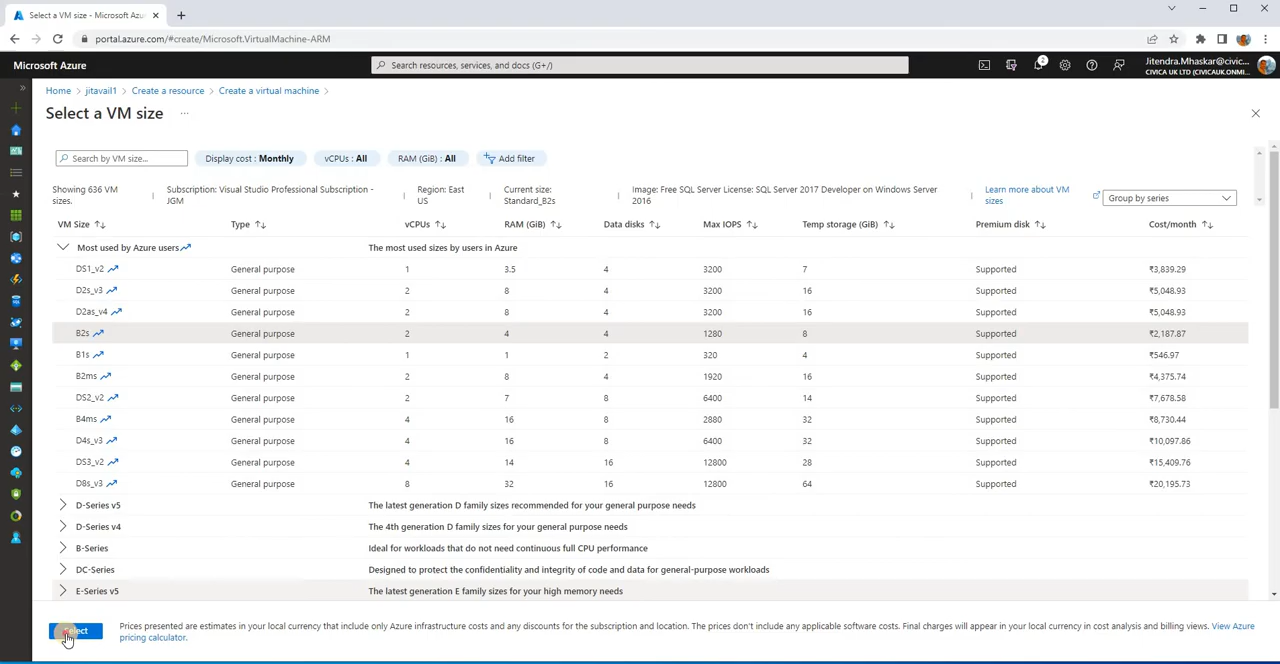 Select a VM size - Microsoft Azu
portal.azure.com/#create/Microsoft.VirtualMachine-ARM
Microsoft Azure
Search resources, services, and docs (G+/)
2
Jitendra.Mhaskar@civic...
CIVICA UK LTD (CIVICAUK.ONMI...
Home > jitavail1 > Create a resource > Create a virtual machine >
Select a VM size ...
Search by VM size...
Display cost : Monthly
vCPUs : All
RAM (GiB) : All
Add filter
Showing 636 VM sizes.
Subscription: Visual Studio Professional Subscription - JGM
Region: East US
Current size: Standard_B2s
Image: Free SQL Server License: SQL Server 2017 Developer on Windows Server 2016
Learn more about VM sizes
Group by series
VM Size Type vCPUs RAM (GiB) Data disks Max IOPS Temp storage (GiB) Premium disk Cost/month
Most used by Azure users The most used sizes by users in Azure
DS1_v2 General purpose 1 3.5 4 3200 7 Supported ₹3,839.29
D2s_v3 General purpose 2 8 4 3200 16 Supported ₹5,048.93
D2as_v4 General purpose 2 8 4 3200 16 Supported ₹5,048.93
B2s General purpose 2 4 4 1280 8 Supported ₹2,187.87
B1s General purpose 1 1 2 320 4 Supported ₹546.97
B2ms General purpose 2 8 4 1920 16 Supported ₹4,375.74
DS2_v2 General purpose 2 7 8 6400 14 Supported ₹7,678.58
B4ms General purpose 4 16 8 2880 32 Supported ₹8,730.44
D4s_v3 General purpose 4 16 8 6400 32 Supported ₹10,097.86
DS3_v2 General purpose 4 14 16 12800 28 Supported ₹15,409.76
D8s_v3 General purpose 8 32 16 12800 64 Supported ₹20,195.73
D-Series v5 The latest generation D family sizes recommended for your general purpose needs
D-Series v4 The 4th generation D family sizes for your general purpose needs
B-Series Ideal for workloads that do not need continuous full CPU performance
DC-Series Designed to protect the confidentiality and integrity of code and data for general-purpose workloads
E-Series v5 The latest generation E family sizes for your high memory needs
Select
Prices presented are estimates in your local currency that include only Azure infrastructure costs and any discounts for the subscription and location. The prices don't include any applicable software costs. Final charges will appear in your local currency in cost analysis and billing views. View Azure
pricing calculator.